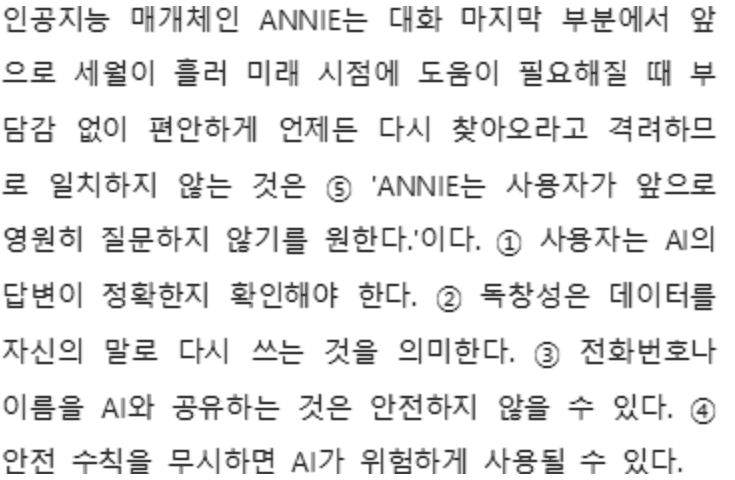 인공지능 매개체인 ANNIE는 대화 마지막 부분에서 앞
으로 세월이 흘러 미래 시점에 도움이 필요해질 때 부
담감 없이 편안하게 언제든 다시 찾아오라고 격려하므
로 일치하지 않는 것은 ⑤ 'ANNIE는 사용자가 앞으로
영원히 질문하지 않기를 원한다.'이다. ① 사용자는 AI의
답변이 정확한지 확인해야 한다. ② 독창성은 데이터를
자신의 말로 다시 쓰는 것을 의미한다. ③ 전화번호나
이름을 AI와 공유하는 것은 안전하지 않을 수 있다. ④
안전 수칙을 무시하면 AI가 위험하게 사용될 수 있다.